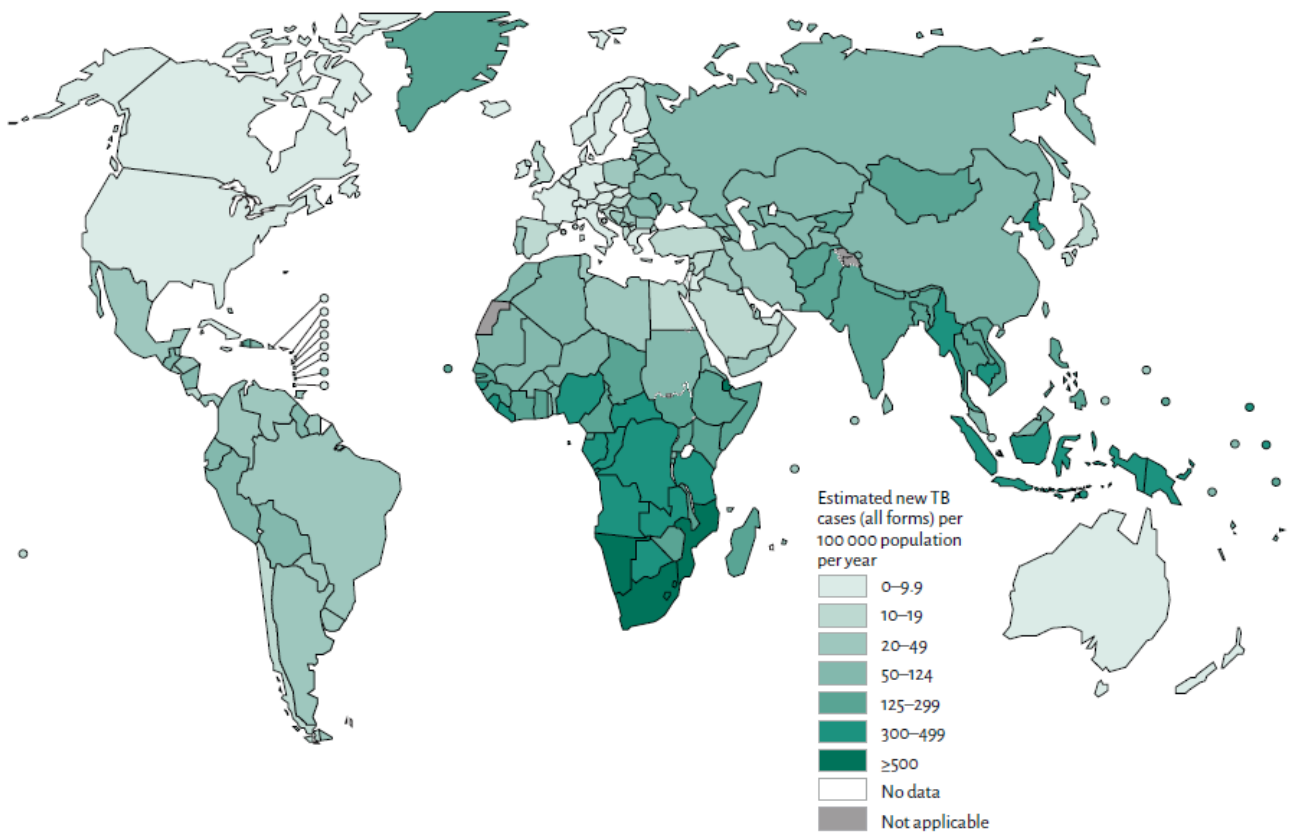 Estimated new TB
cases (all forms) per
100 000 population
per year
0–9.9
10–19
20–49
50–124
125–299
300–499
≥500
No data
Not applicable